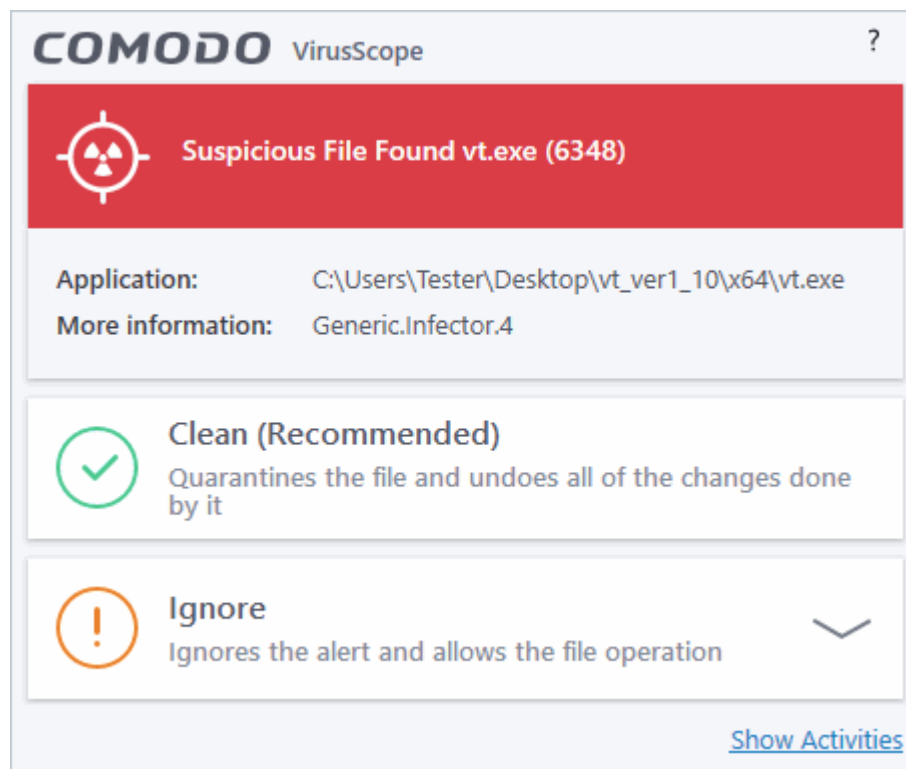 COMODO VirusScope ?
Suspicious File Found vt.exe (6348)
Application: C:\Users\Tester\Desktop\vt_ver1_10\x64\vt.exe
More information: Generic.Infector.4
Clean (Recommended)
Quarantines the file and undoes all of the changes done
by it
Ignore
Ignores the alert and allows the file operation
Show Activities